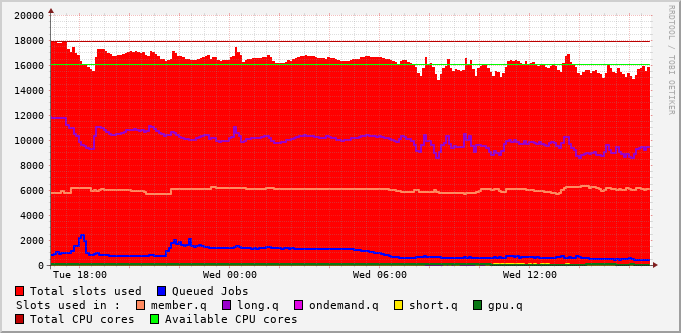 20000
18000
16000
14000
12000
10000
8000
6000
4000
2000
0
Tue 18:00 Wed 00:00 Wed 06:00 Wed 12:00
RRDTOOL / TOBI OETIKER
Total slots used Queued Jobs
Slots used in : member.q long.q ondemand.q short.q gpu.q
Total CPU cores Available CPU cores